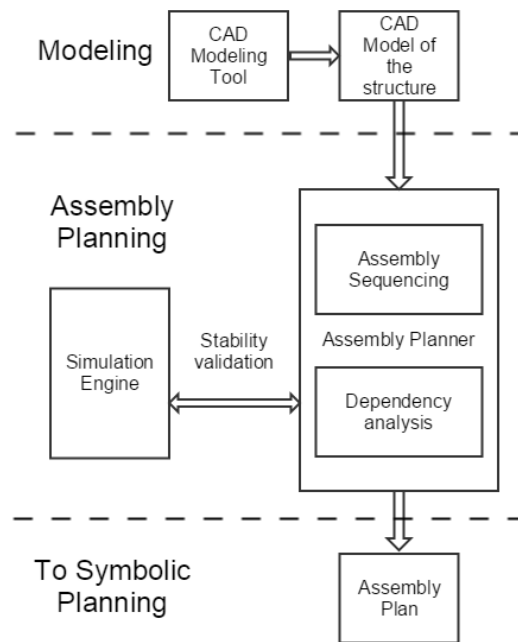 Modeling
CAD
Modeling
Tool
CAD
Model of
the
structure
Assembly
Planning
Assembly
Sequencing
Stability
validation
Simulation
Engine
Assembly Planner
Dependency
analysis
To Symbolic
Planning
Assembly
Plan